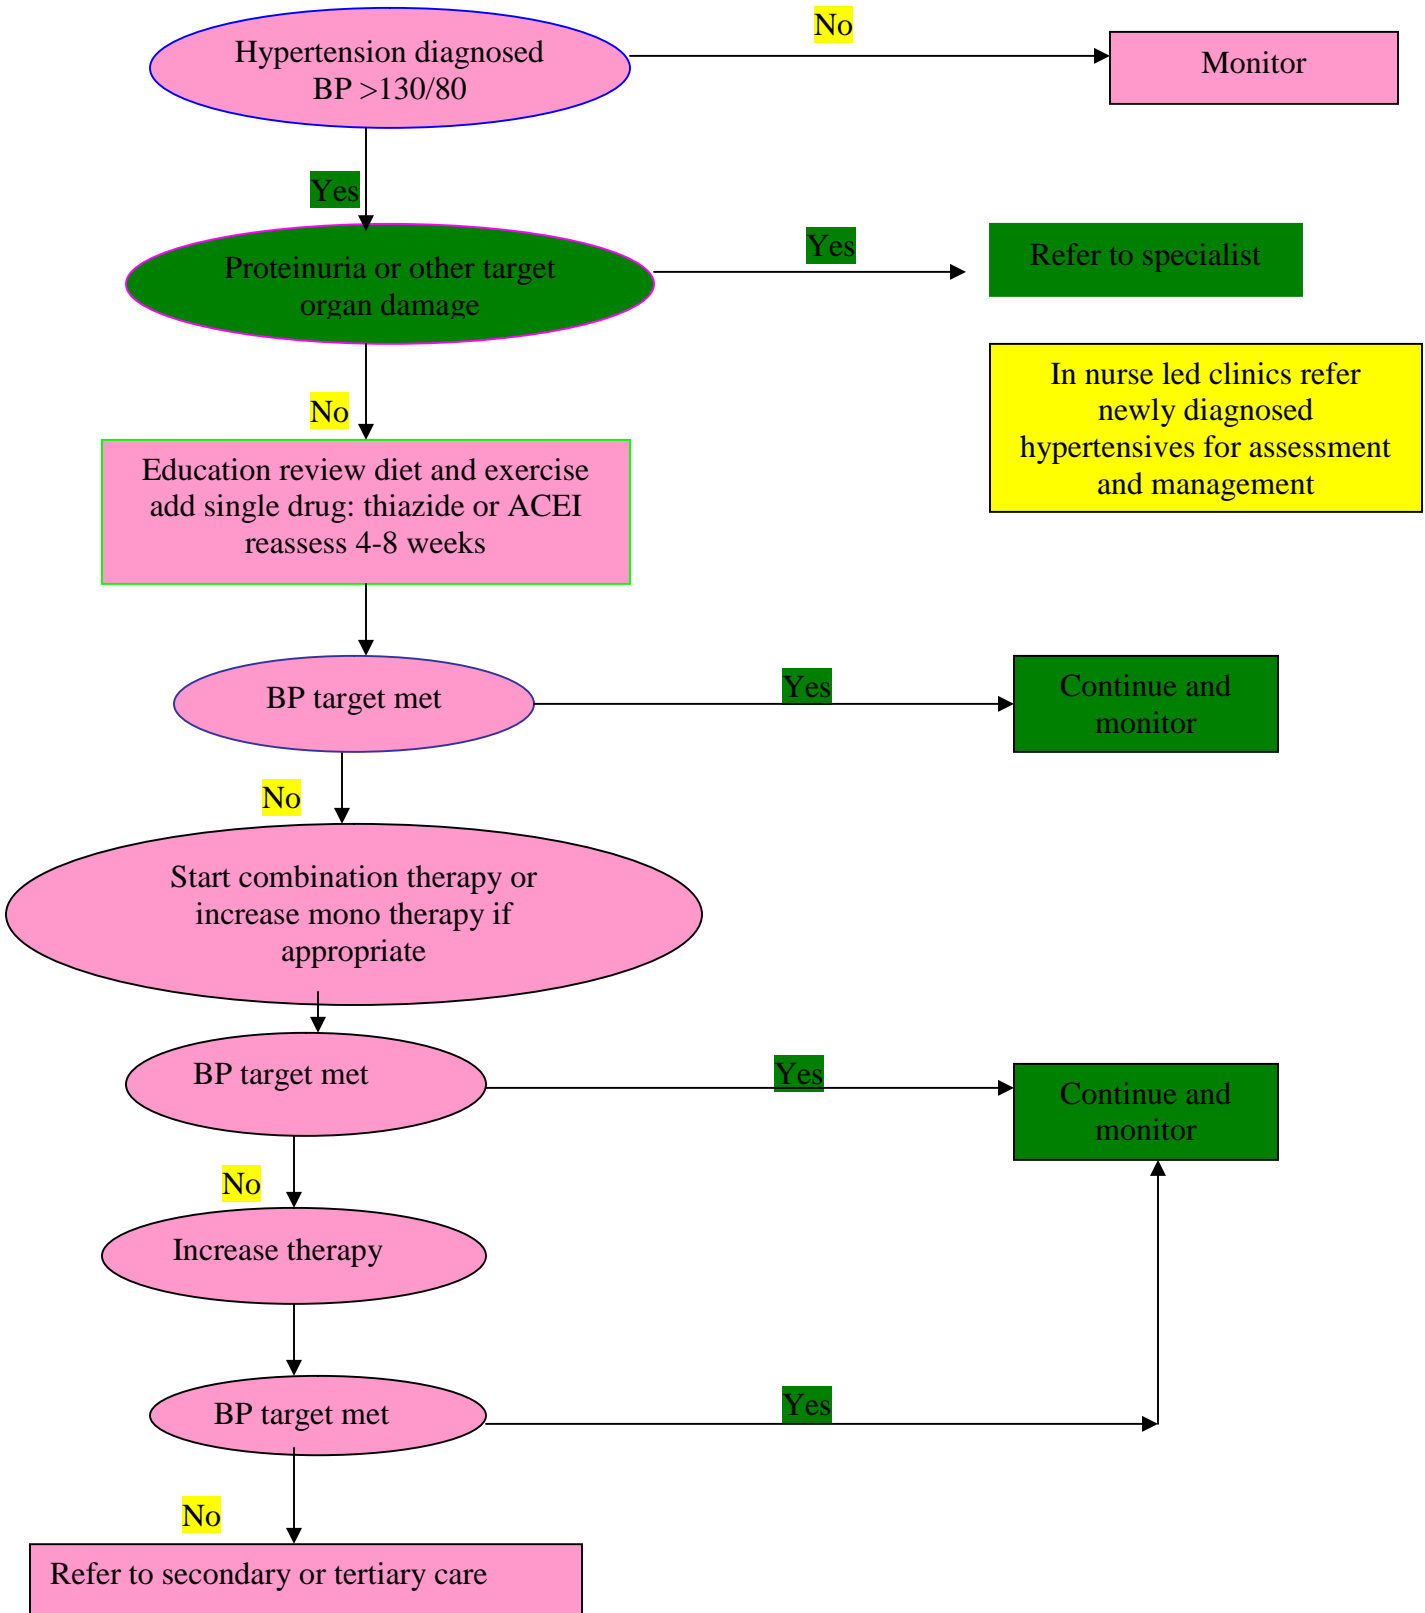 No
Hypertension diagnosed
BP >130/80
Monitor
Yes
Proteinuria or other target
organ damage
Yes
Refer to specialist
In nurse led clinics refer
newly diagnosed
hypertensives for assessment
and management
No
Education review diet and exercise
add single drug: thiazide or ACEI
reassess 4-8 weeks
BP target met
Yes
Continue and
monitor
No
Start combination therapy or
increase mono therapy if
appropriate
BP target met
Yes
Continue and
monitor
No
Increase therapy
BP target met
Yes
No
Refer to secondary or tertiary care